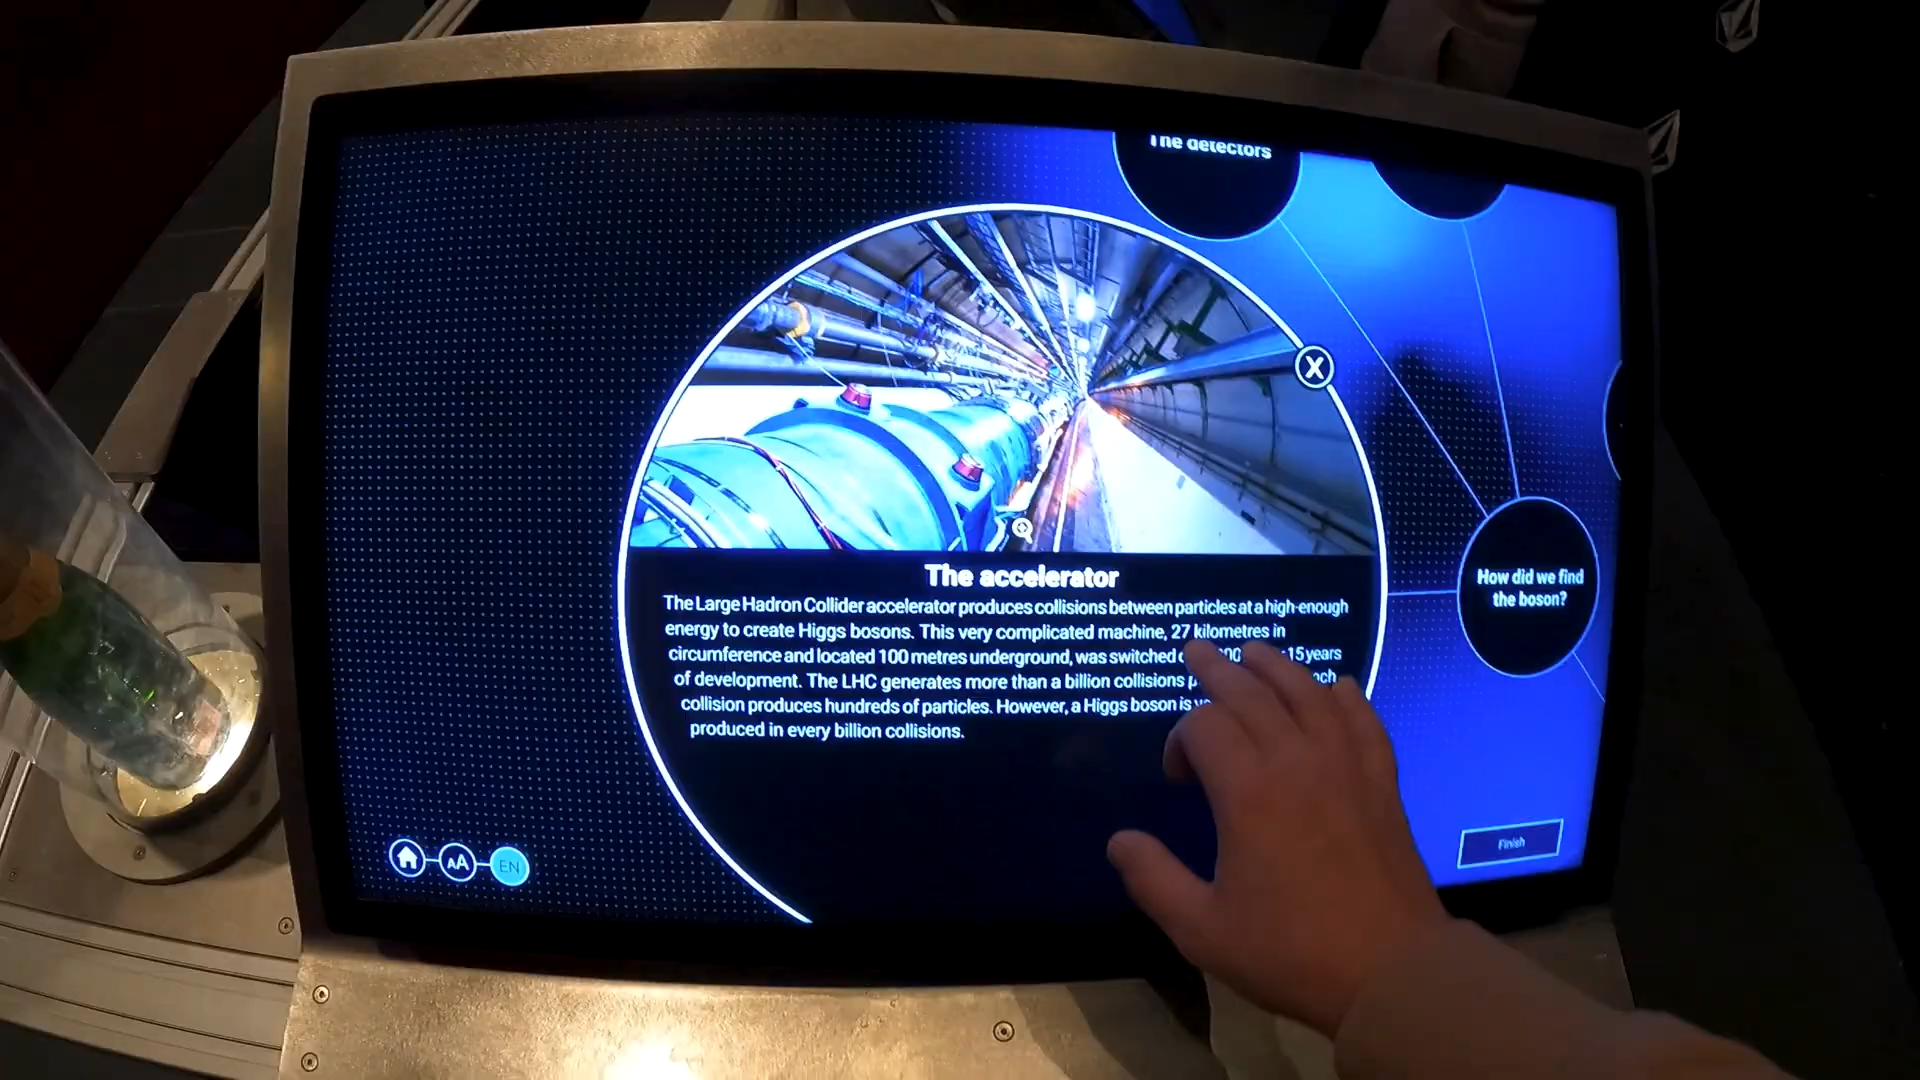 The detectors
X
The accelerator
The Large Hadron Collider accelerator produces collisions between particles at a high-enough
energy to create Higgs bosons. This very complicated machine, 27 kilometres in
circumference and located 100 metres underground, was switched 15 years
of development. The LHC generates more than a billion collisions
collision produces hundreds of particles. However, a Higgs boson is
produced in every billion collisions.
How did we find
the boson?
AA
EN
Finish